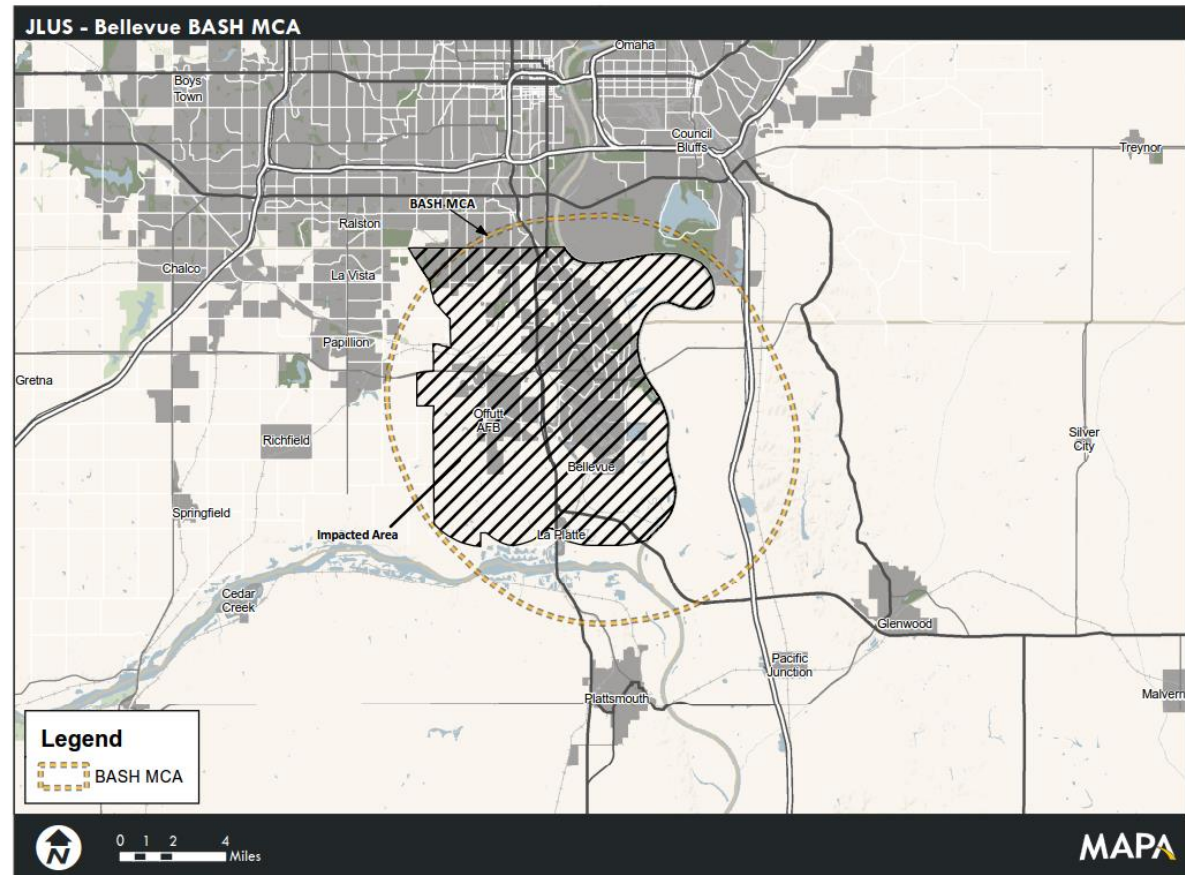 JLUS - Bellevue BASH MCA
Omaha
Boys
Town
Council
Bluffs
Treynor
BASH MCA
Ralston
Chalco
La Vista
Papillion
Gretna
Offutt
AFB
Richfield
Silver
City
Bellevue
Springfield
Impacted Area
La Platte
Cedar
Creek
Glenwood
Pacific
Junction
Plattsmouth
Malvern
Legend
BASH MCA
N
0 1 2 4
Miles
MAPA